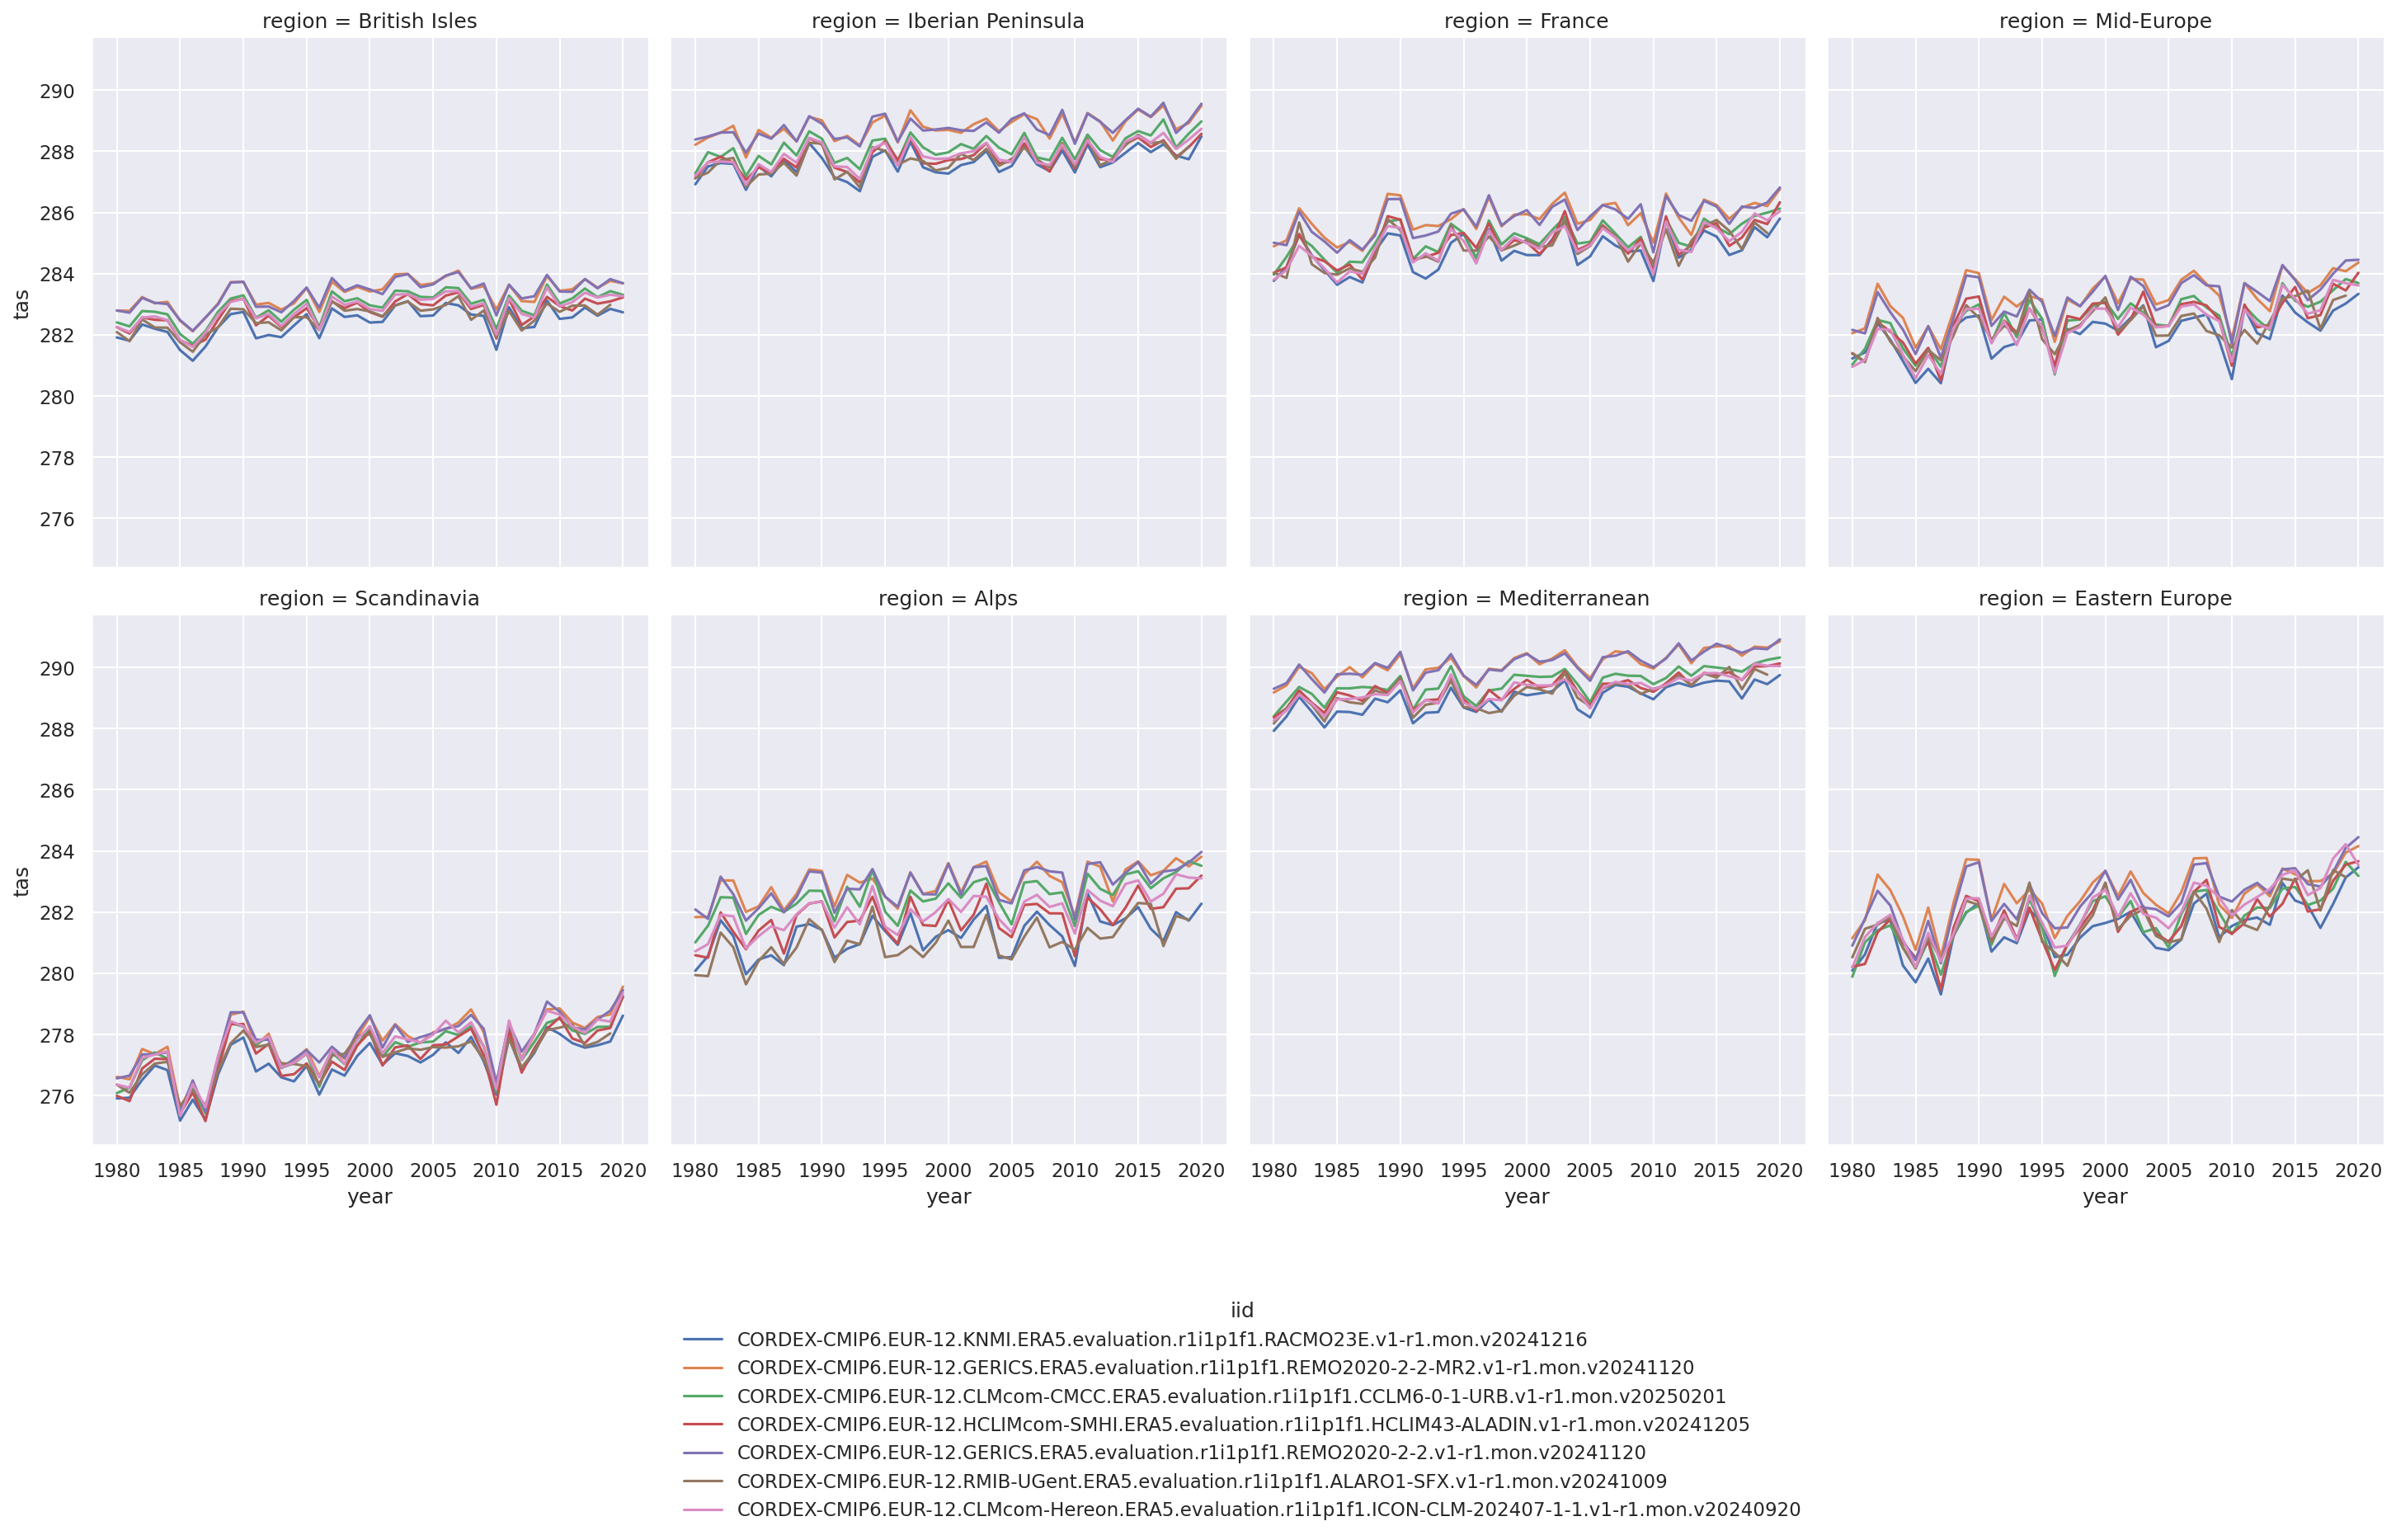 region = British Isles
region = Iberian Peninsula
region = France
region = Mid-Europe
tas
290
288
286
284
282
280
278
276
region = Scandinavia
region = Alps
region = Mediterranean
region = Eastern Europe
tas
290
288
286
284
282
280
278
276
1980 1985 1990 1995 2000 2005 2010 2015 2020
1980 1985 1990 1995 2000 2005 2010 2015 2020
1980 1985 1990 1995 2000 2005 2010 2015 2020
1980 1985 1990 1995 2000 2005 2010 2015 2020
year
year
year
year
iid
CORDEX-CMIP6.EUR-12.KNMI.ERA5.evaluation.r1i1p1f1.RACMO23E.v1-r1.mon.v20241216
CORDEX-CMIP6.EUR-12.GERICS.ERA5.evaluation.r1i1p1f1.REMO2020-2-2-MR2.v1-r1.mon.v20241120
CORDEX-CMIP6.EUR-12.CLMcom-CMCC.ERA5.evaluation.r1i1p1f1.CCLM6-0-1-URB.v1-r1.mon.v20250201
CORDEX-CMIP6.EUR-12.HCLIMcom-SMHI.ERA5.evaluation.r1i1p1f1.HCLIM43-ALADIN.v1-r1.mon.v20241205
CORDEX-CMIP6.EUR-12.GERICS.ERA5.evaluation.r1i1p1f1.REMO2020-2-2.v1-r1.mon.v20241120
CORDEX-CMIP6.EUR-12.RMIB-UGent.ERA5.evaluation.r1i1p1f1.ALARO1-SFX.v1-r1.mon.v20241009
CORDEX-CMIP6.EUR-12.CLMcom-Hereon.ERA5.evaluation.r1i1p1f1.ICON-CLM-202407-1-1.v1-r1.mon.v20240920